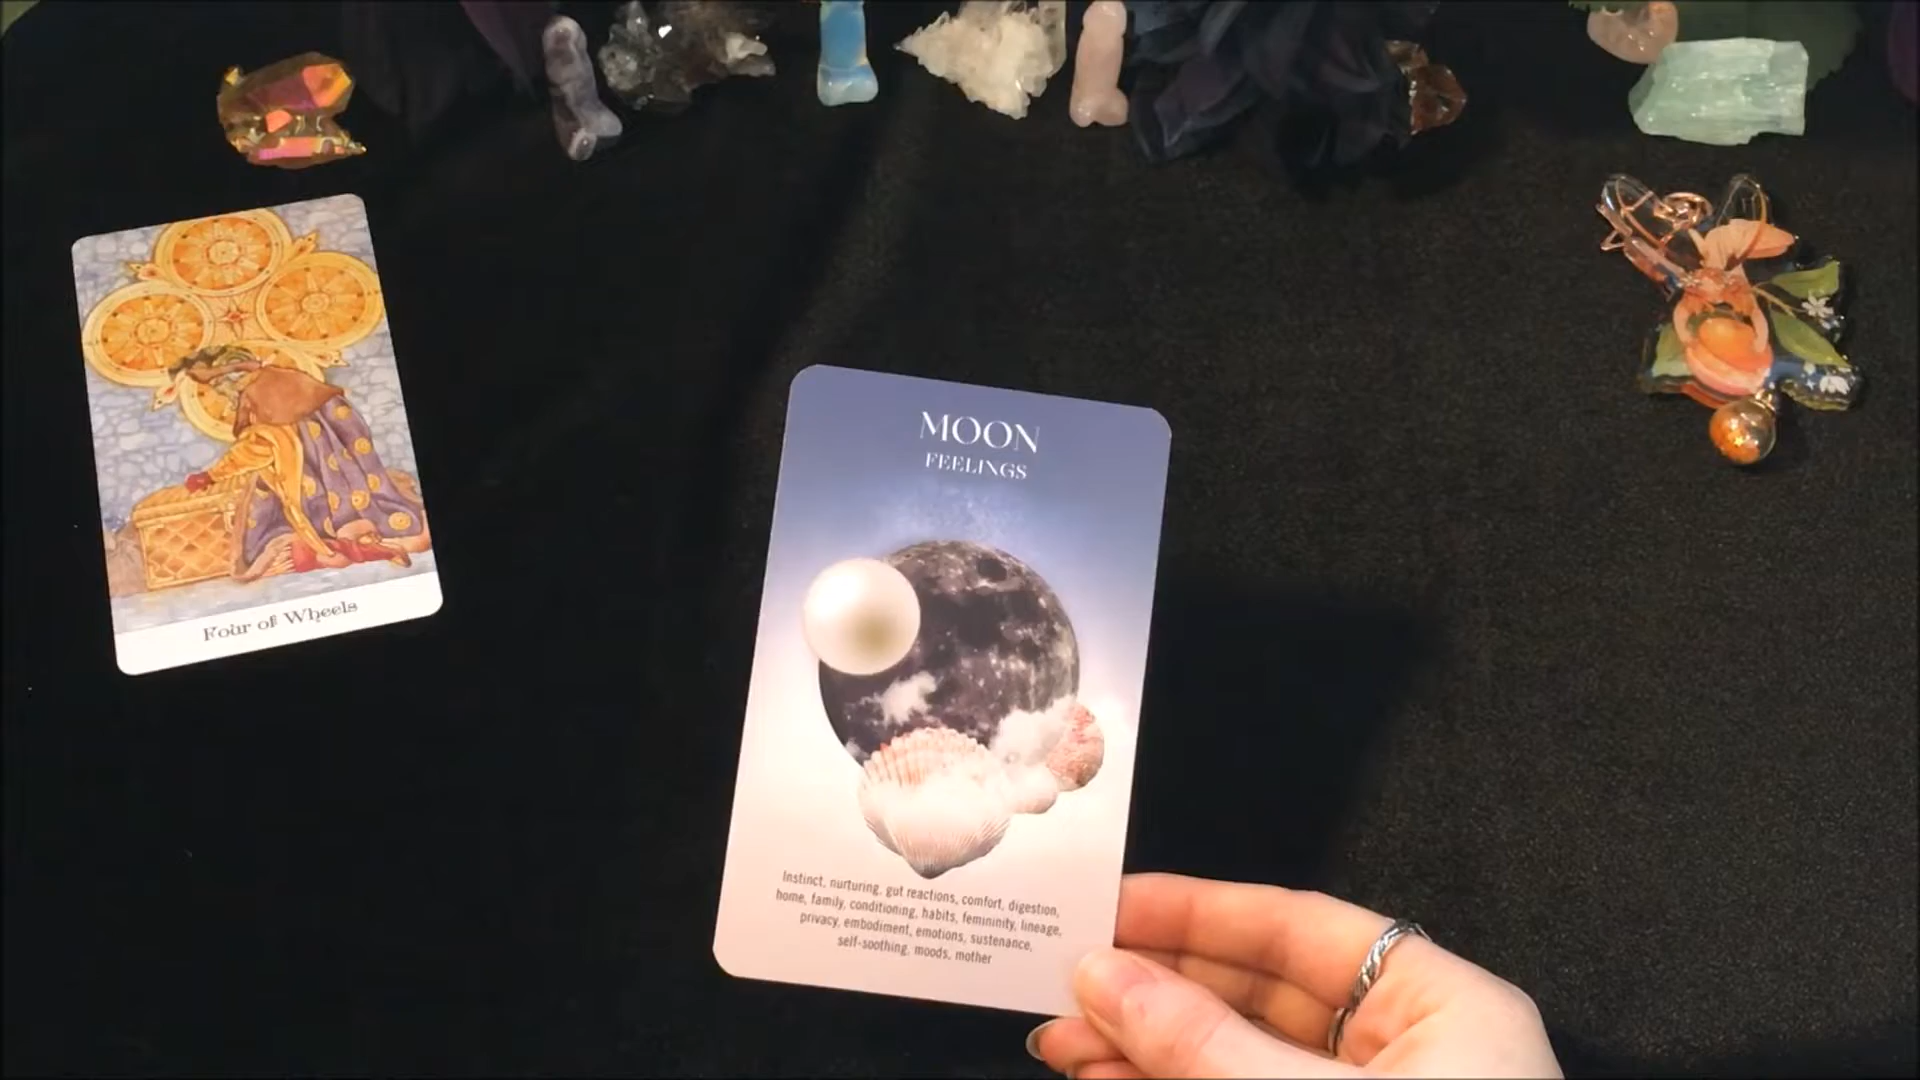 Four of Wheels
MOON
FEELINGS
Instinct, nurturing, gut reactions, comfort, digestion,
home, family, conditioning, habits, femininity, lineage,
privacy, embodiment, emotions, sustenance,
self-soothing, moods, mother